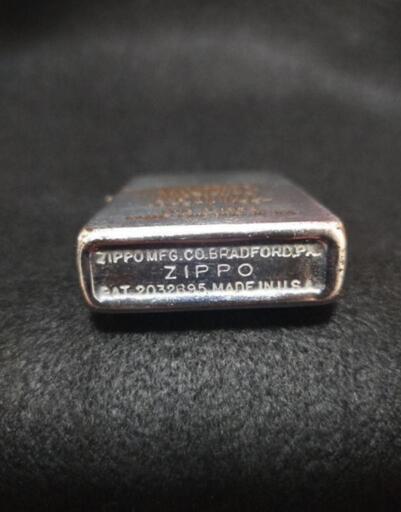 ZIPPO MFG. CO. BRADFORD, PA.
ZIPPO
PAT. 2032695 MADE IN U.S.A.